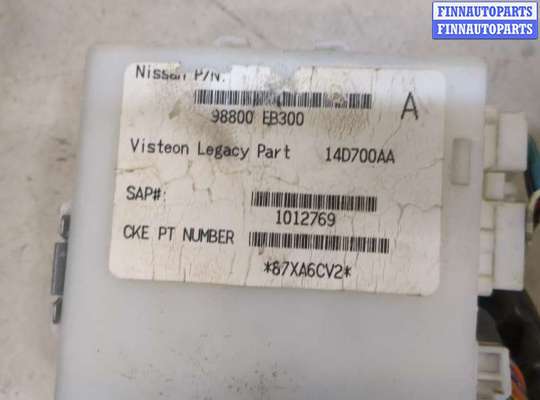 FINNAUTOPARTS
FINNAUTOPARTS
Nissan P/N:
A
98800 EB300
Visteon Legacy Part 14D700AA
SAP#:
1012769
CKE PT NUMBER
*87XA6CV2*